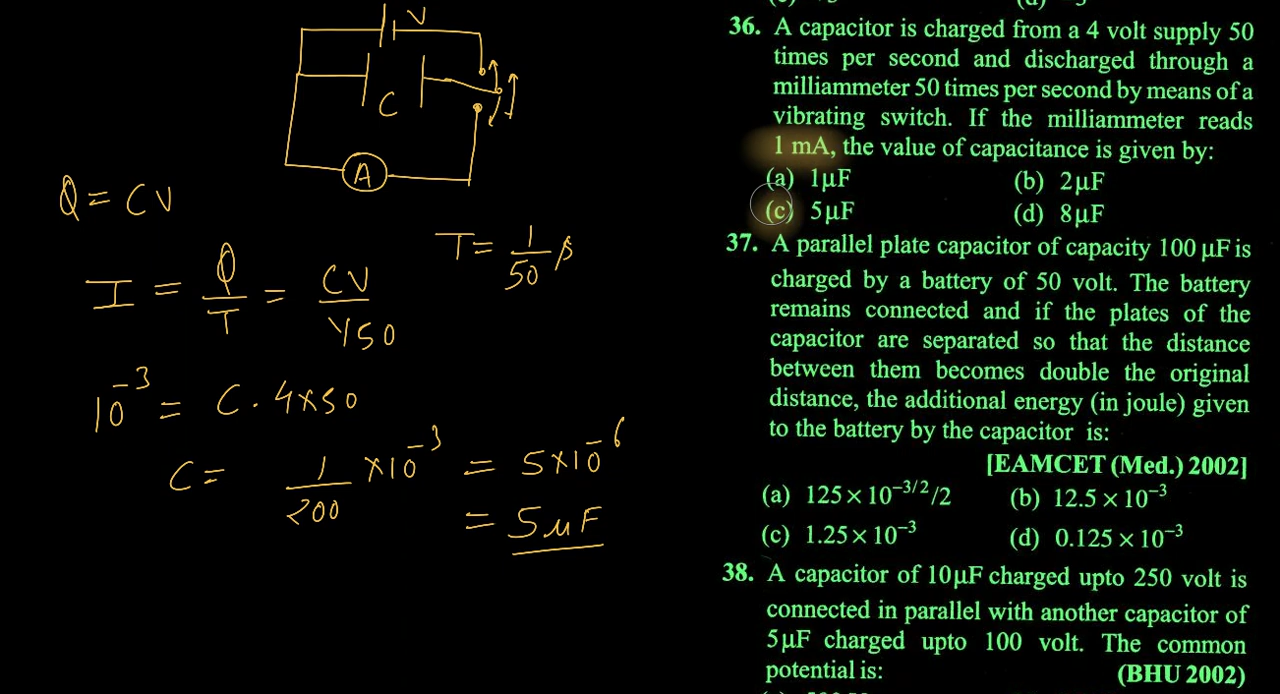 V
C
A
Q = CV
T = 1/50 s
I = Q/T = CV/1/50
10⁻³ = C . 4×50
C = 1/200 ×10⁻³ = 5×10⁻⁶
= 5μF
36. A capacitor is charged from a 4 volt supply 50
times per second and discharged through a
milliammeter 50 times per second by means of a
vibrating switch. If the milliammeter reads
1 mA, the value of capacitance is given by:
(a) 1μF (b) 2μF
(c) 5μF (d) 8μF
37. A parallel plate capacitor of capacity 100 μF is
charged by a battery of 50 volt. The battery
remains connected and if the plates of the
capacitor are separated so that the distance
between them becomes double the original
distance, the additional energy (in joule) given
to the battery by the capacitor is:
[EAMCET (Med.) 2002]
(a) 125 × 10⁻³ᐟ²/2 (b) 12.5 × 10⁻³
(c) 1.25 × 10⁻³ (d) 0.125 × 10⁻³
38. A capacitor of 10μF charged upto 250 volt is
connected in parallel with another capacitor of
5μF charged upto 100 volt. The common
potential is: (BHU 2002)